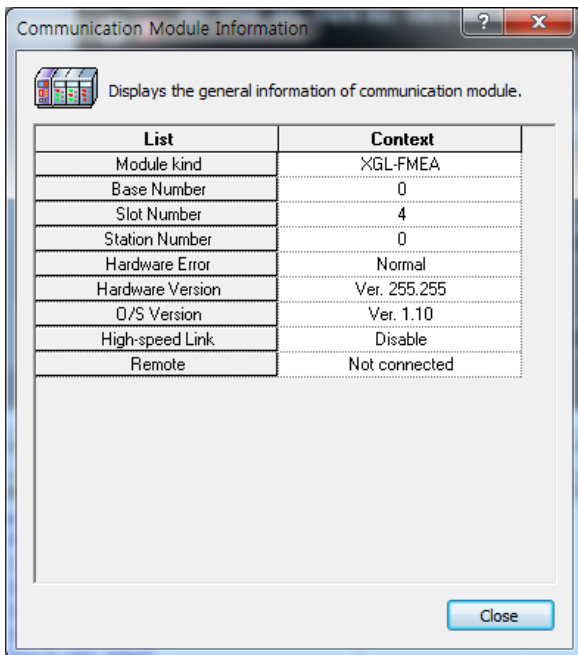 Communication Module Information
Displays the general information of communication module.
List Context
Module kind XGL-FMEA
Base Number 0
Slot Number 4
Station Number 0
Hardware Error Normal
Hardware Version Ver. 255.255
O/S Version Ver. 1.10
High-speed Link Disable
Remote Not connected
Close